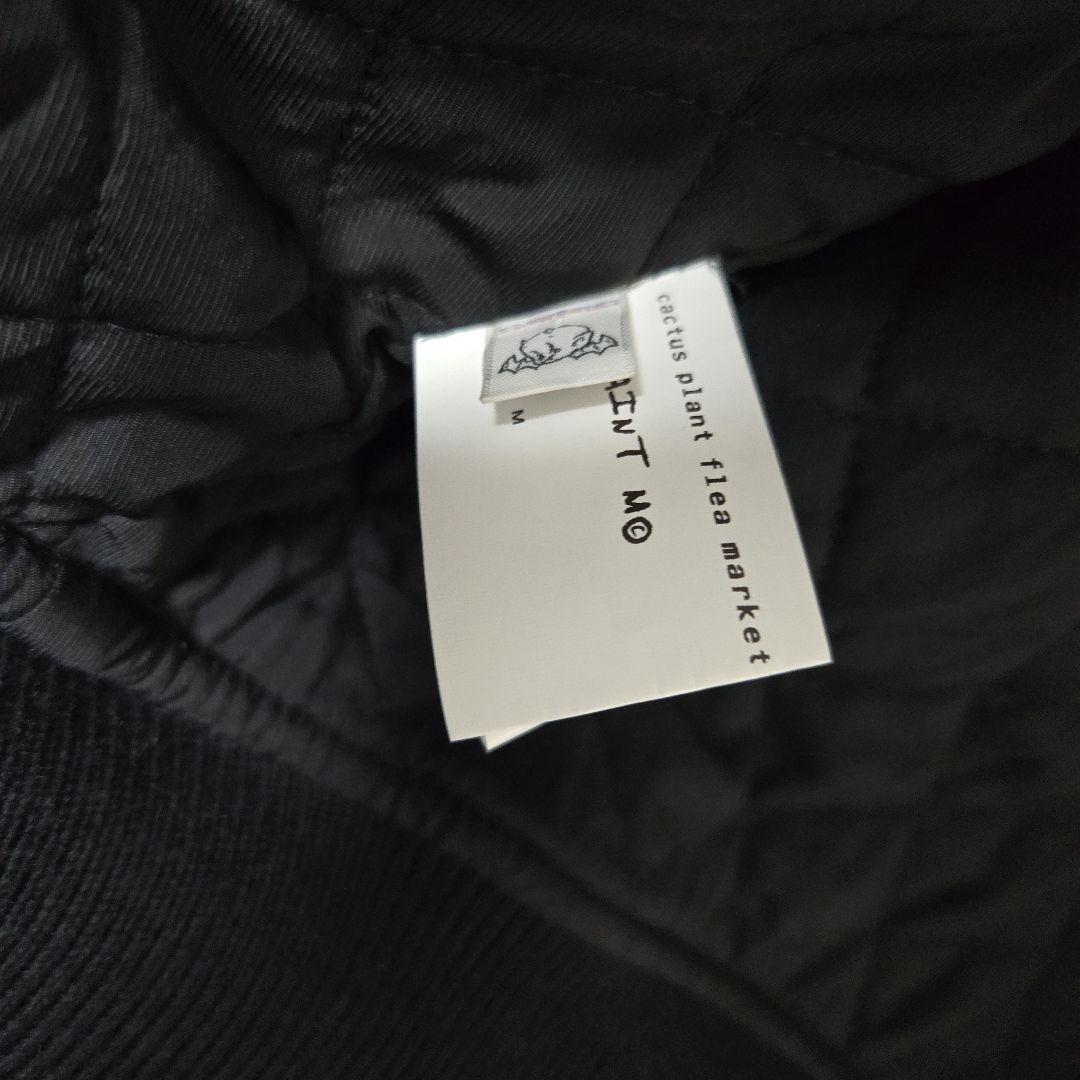 cactus plant flea market
AINT M©
M